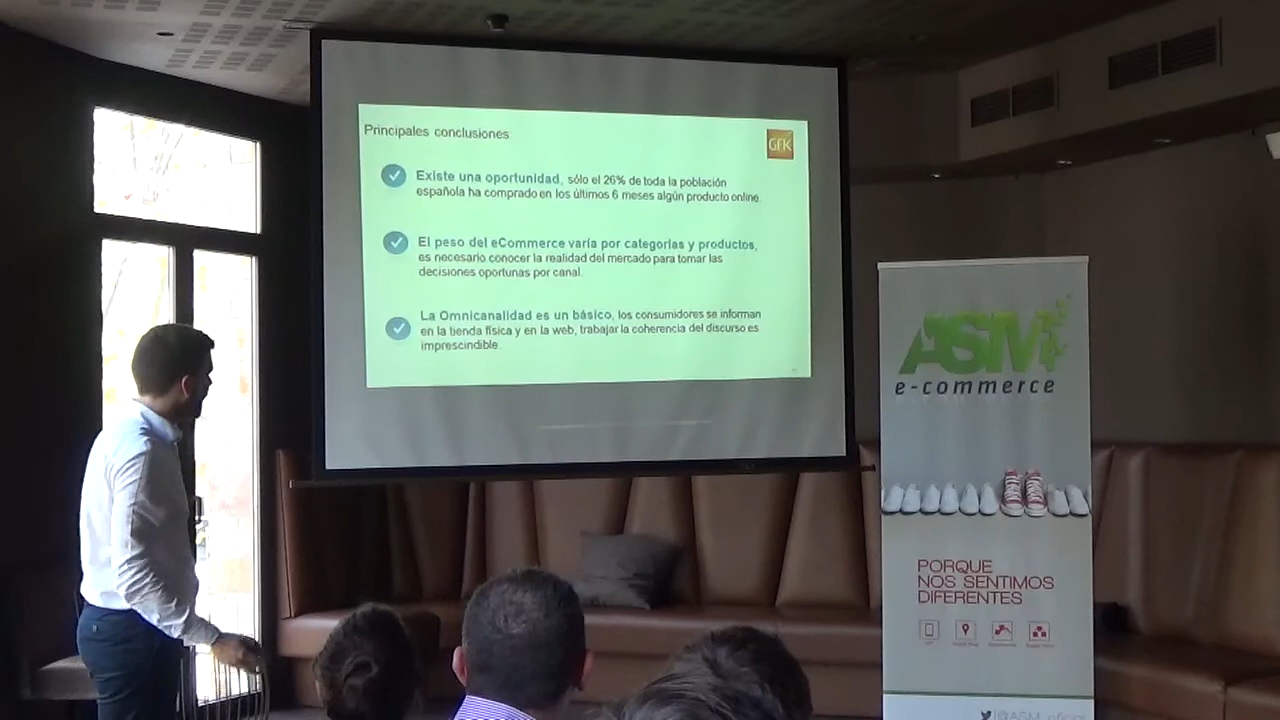 Principales conclusiones
GfK
Existe una oportunidad, sólo el 26% de toda la población
española ha comprado en los últimos 6 meses algún producto online.
El peso del eCommerce varía por categorías y productos,
es necesario conocer la realidad del mercado para tomar las
decisiones oportunas por canal.
La Omnicanalidad es un básico, los consumidores se informan
en la tienda física y en la web, trabajar la coherencia del discurso es
imprescindible.
ASM
e-commerce
PORQUE
NOS SENTIMOS
DIFERENTES
@ASM_oficial